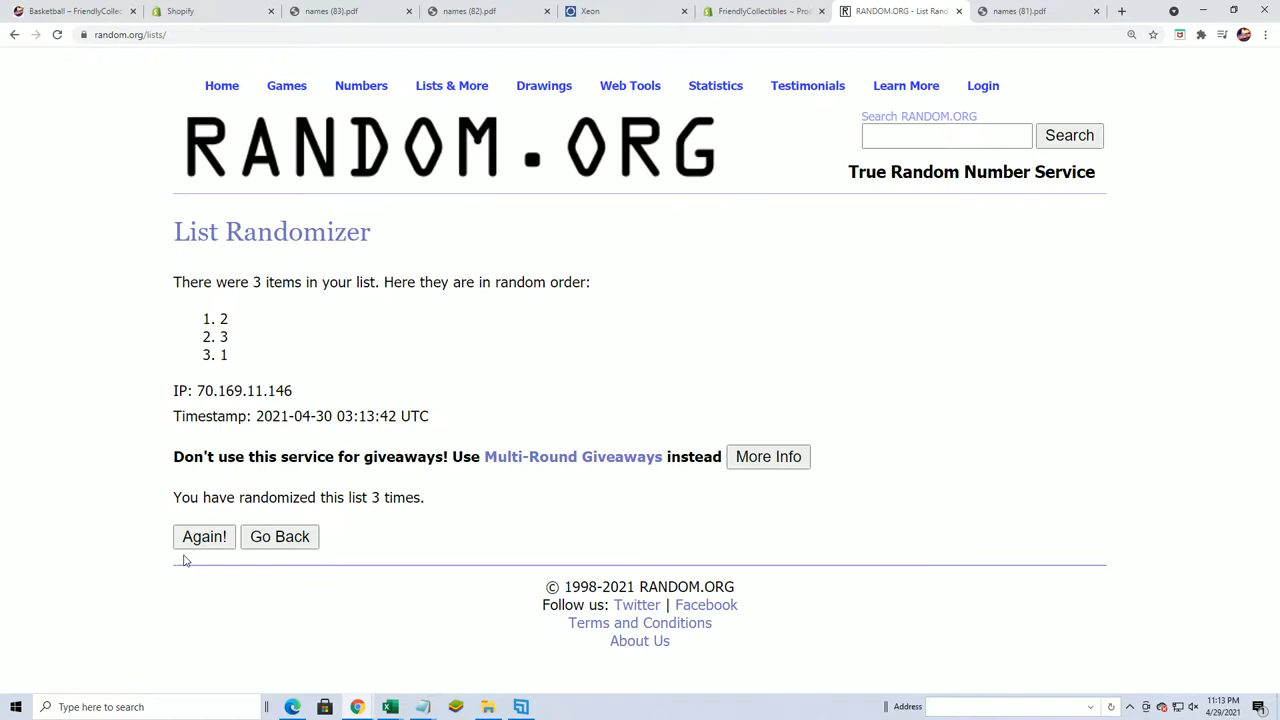 Basketball – FriendlyCollec
Shopify
names (83).pdf
names (82).pdf
Xeon
FriendlyCollectibles ~ Pro
RANDOM.ORG - List Rand
names (81).pdf
random.org/lists/
Home Games Numbers Lists & More Drawings Web Tools Statistics Testimonials Learn More Login
Search RANDOM.ORG
RANDOM.ORG
Search
True Random Number Service
List Randomizer
There were 3 items in your list. Here they are in random order:
1. 2
2. 3
3. 1
IP: 70.169.11.146
Timestamp: 2021-04-30 03:13:42 UTC
Don't use this service for giveaways! Use Multi-Round Giveaways instead More Info
You have randomized this list 3 times.
Again! Go Back
© 1998-2021 RANDOM.ORG
Follow us: Twitter | Facebook
Terms and Conditions
About Us
Type here to search
Address
11:13 PM
4/29/2021